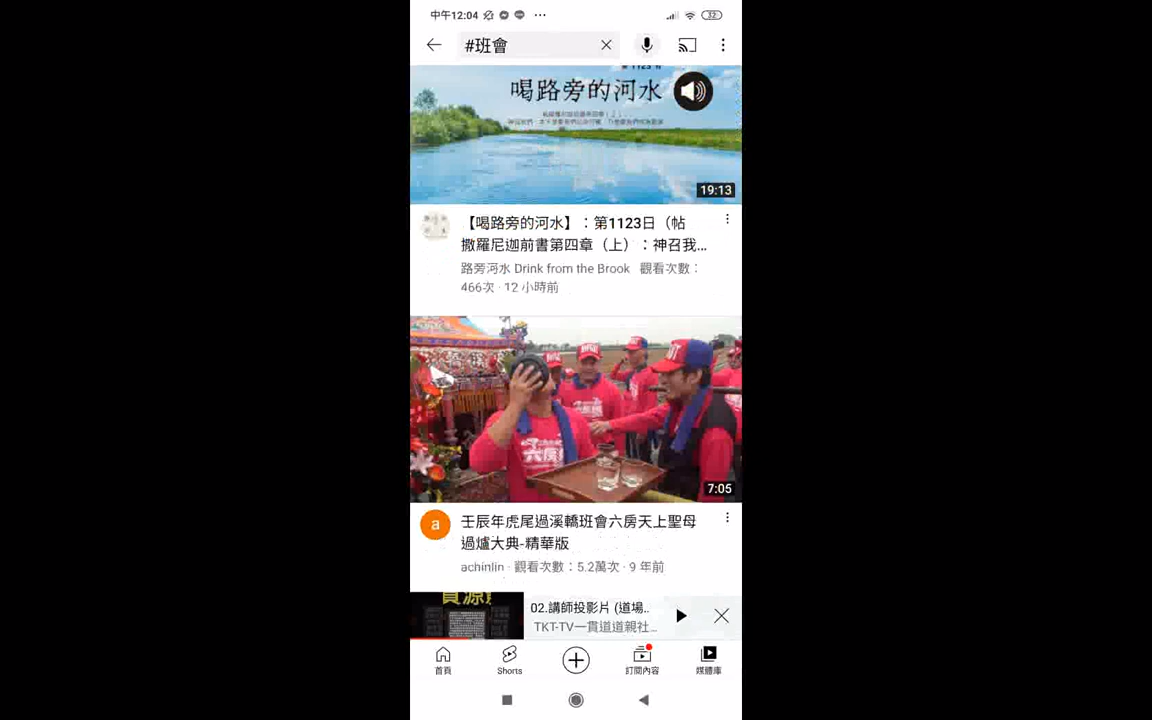 中午12:04
32
#班會
喝路旁的河水
19:13
【喝路旁的河水】：第1123日（帖
撒羅尼迦前書第四章（上）：神召我...
路旁河水 Drink from the Brook 觀看次數：
466次 · 12 小時前
7:05
a
壬辰年虎尾過溪轎班會六房天上聖母
過爐大典-精華版
achinlin · 觀看次數：5.2萬次 · 9 年前
02.講師投影片 (道場..
TKT-TV一貫道道親社...
首頁
Shorts
訂閱內容
媒體庫